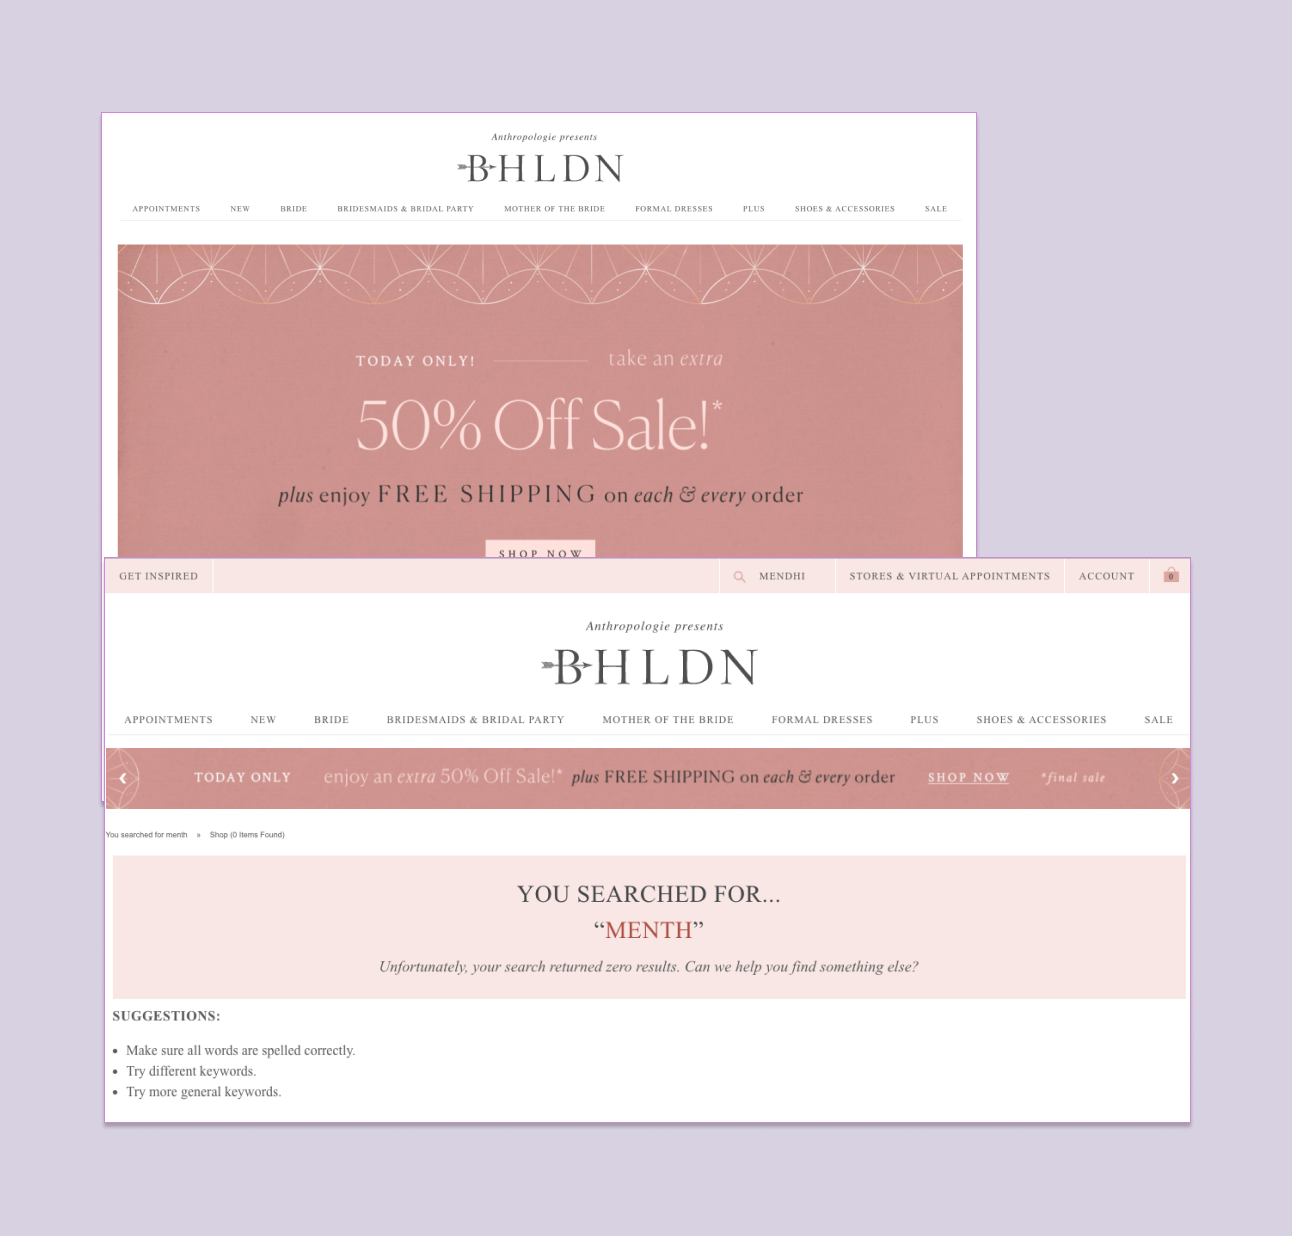 Anthropologie presents
BHLDN
APPOINTMENTS NEW BRIDE BRIDESMAIDS & BRIDAL PARTY MOTHER OF THE BRIDE FORMAL DRESSES PLUS SHOES & ACCESSORIES SALE
TODAY ONLY! take an extra
50% Off Sale!*
plus enjoy FREE SHIPPING on each & every order
SHOP NOW
GET INSPIRED MENDHI STORES & VIRTUAL APPOINTMENTS ACCOUNT 0
Anthropologie presents
BHLDN
APPOINTMENTS NEW BRIDE BRIDESMAIDS & BRIDAL PARTY MOTHER OF THE BRIDE FORMAL DRESSES PLUS SHOES & ACCESSORIES SALE
‹ TODAY ONLY enjoy an extra 50% Off Sale!* plus FREE SHIPPING on each & every order SHOP NOW *final sale ›
You searched for menth » Shop (0 Items Found)
YOU SEARCHED FOR...
“MENTH”
Unfortunately, your search returned zero results. Can we help you find something else?
SUGGESTIONS:
• Make sure all words are spelled correctly.
• Try different keywords.
• Try more general keywords.